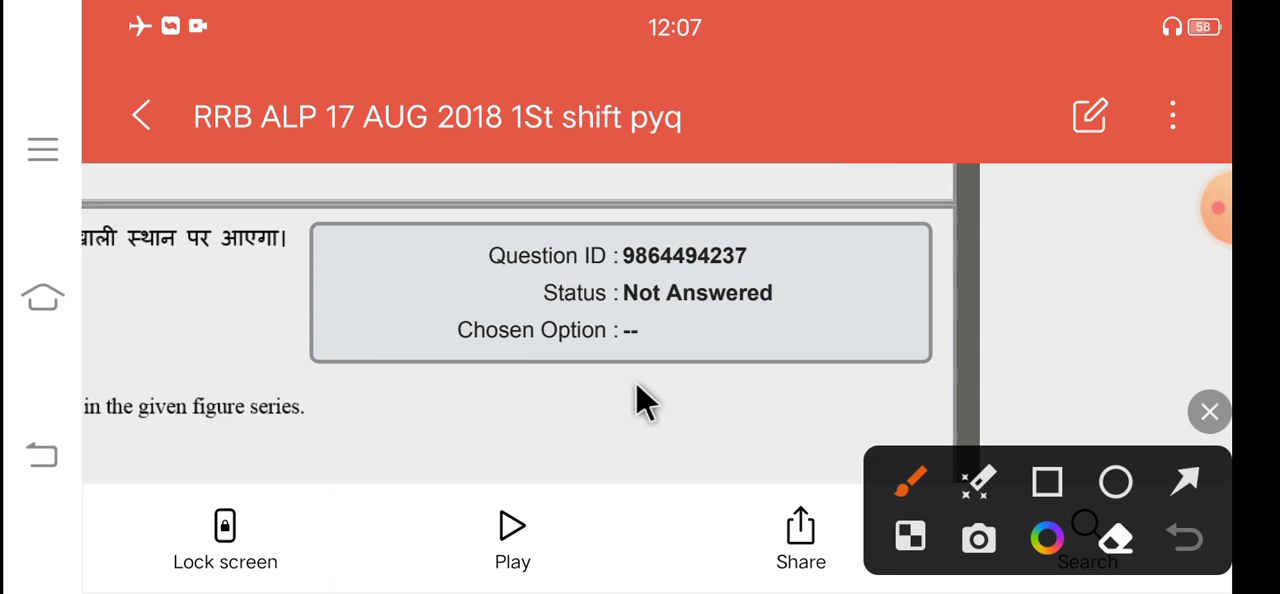 12:07
58
RRB ALP 17 AUG 2018 1St shift pyq
खाली स्थान पर आएगा।
Question ID : 9864494237
Status : Not Answered
Chosen Option : --
in the given figure series.
Lock screen
Play
Share
Search